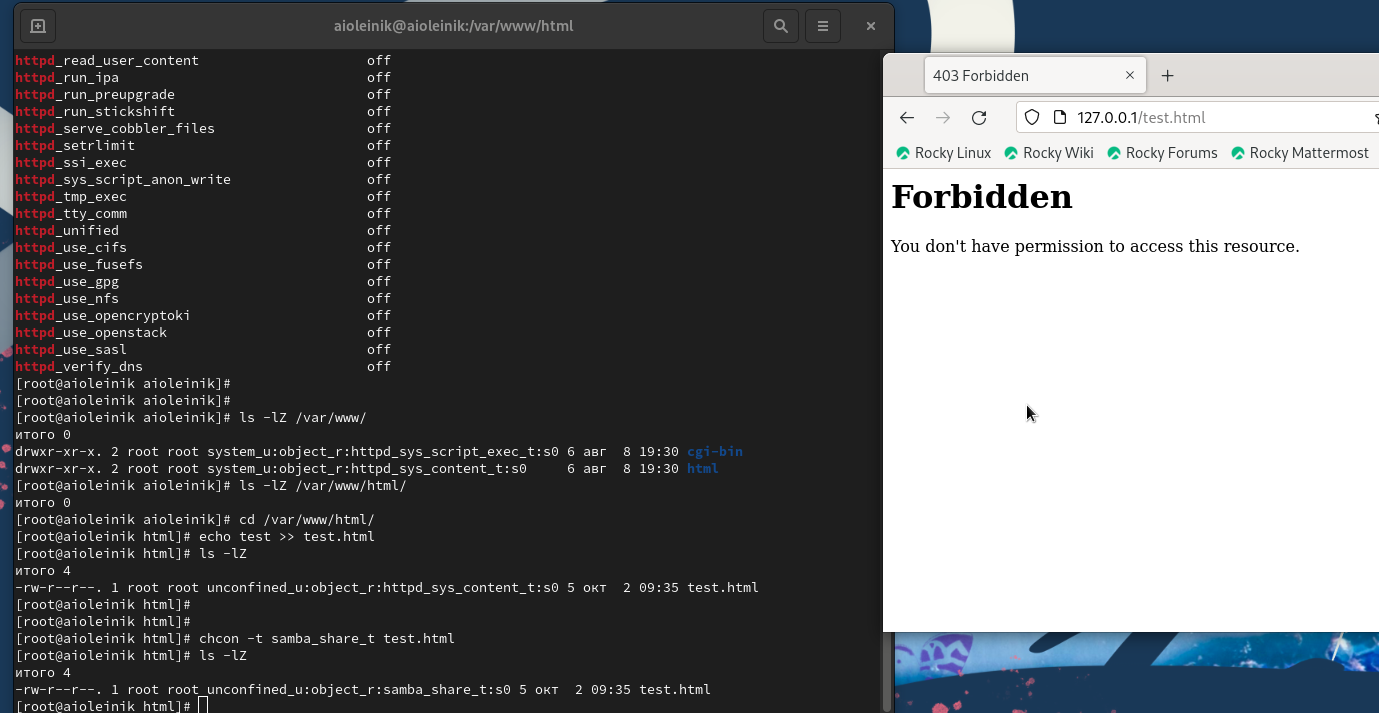 aioleinik@aioleinik:/var/www/html
httpd_read_user_content off
httpd_run_ipa off
httpd_run_preupgrade off
httpd_run_stickshift off
httpd_serve_cobbler_files off
httpd_setrlimit off
httpd_ssi_exec off
httpd_sys_script_anon_write off
httpd_tmp_exec off
httpd_tty_comm off
httpd_unified off
httpd_use_cifs off
httpd_use_fusefs off
httpd_use_gpg off
httpd_use_nfs off
httpd_use_opencryptoki off
httpd_use_openstack off
httpd_use_sasl off
httpd_verify_dns off
[root@aioleinik aioleinik]#
[root@aioleinik aioleinik]#
[root@aioleinik aioleinik]# ls -lZ /var/www/
итого 0
drwxr-xr-x. 2 root root system_u:object_r:httpd_sys_script_exec_t:s0 6 авг  8 19:30 cgi-bin
drwxr-xr-x. 2 root root system_u:object_r:httpd_sys_content_t:s0     6 авг  8 19:30 html
[root@aioleinik aioleinik]# ls -lZ /var/www/html/
итого 0
[root@aioleinik aioleinik]# cd /var/www/html/
[root@aioleinik html]# echo test >> test.html
[root@aioleinik html]# ls -lZ
итого 4
-rw-r--r--. 1 root root unconfined_u:object_r:httpd_sys_content_t:s0 5 окт  2 09:35 test.html
[root@aioleinik html]#
[root@aioleinik html]#
[root@aioleinik html]# chcon -t samba_share_t test.html
[root@aioleinik html]# ls -lZ
итого 4
-rw-r--r--. 1 root root unconfined_u:object_r:samba_share_t:s0 5 окт  2 09:35 test.html
[root@aioleinik html]#
403 Forbidden
127.0.0.1/test.html
Rocky Linux Rocky Wiki Rocky Forums Rocky Mattermost
Forbidden
You don't have permission to access this resource.